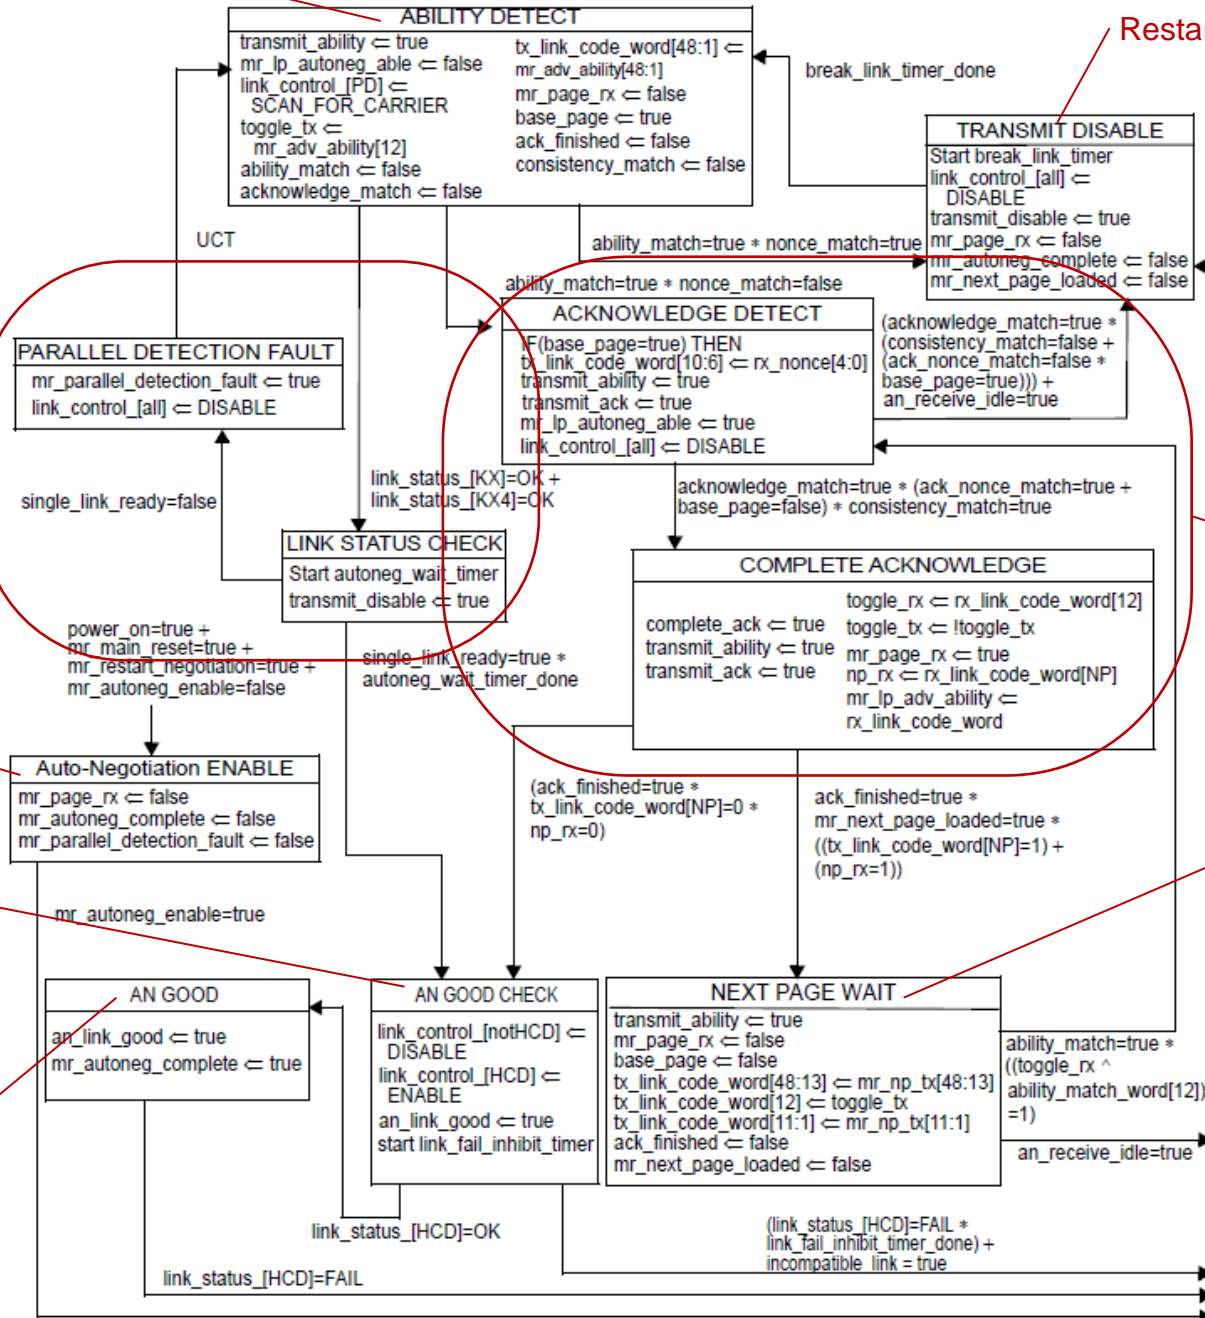 ABILITY DETECT
transmit_ability ⇐ true
mr_lp_autoneg_able ⇐ false
link_control_[PD] ⇐
SCAN_FOR_CARRIER
toggle_tx ⇐
mr_adv_ability[12]
ability_match ⇐ false
acknowledge_match ⇐ false
tx_link_code_word[48:1] ⇐
mr_adv_ability[48:1]
mr_page_rx ⇐ false
base_page ⇐ true
ack_finished ⇐ false
consistency_match ⇐ false
break_link_timer_done
TRANSMIT DISABLE
Start break_link_timer
link_control_[all] ⇐
DISABLE
transmit_disable ⇐ true
mr_page_rx ⇐ false
mr_autoneg_complete ⇐ false
mr_next_page_loaded ⇐ false
UCT
ability_match=true * nonce_match=true
ability_match=true * nonce_match=false
PARALLEL DETECTION FAULT
mr_parallel_detection_fault ⇐ true
link_control_[all] ⇐ DISABLE
ACKNOWLEDGE DETECT
IF(base_page=true) THEN
tx_link_code_word[10:6] ⇐ rx_nonce[4:0]
transmit_ability ⇐ true
transmit_ack ⇐ true
mr_lp_autoneg_able ⇐ true
link_control_[all] ⇐ DISABLE
(acknowledge_match=true *
(consistency_match=false +
(ack_nonce_match=false *
base_page=true))) +
an_receive_idle=true
single_link_ready=false
link_status_[KX]=OK +
link_status_[KX4]=OK
acknowledge_match=true * (ack_nonce_match=true +
base_page=false) * consistency_match=true
LINK STATUS CHECK
Start autoneg_wait_timer
transmit_disable ⇐ true
COMPLETE ACKNOWLEDGE
complete_ack ⇐ true
transmit_ability ⇐ true
transmit_ack ⇐ true
toggle_rx ⇐ rx_link_code_word[12]
toggle_tx ⇐ !toggle_tx
mr_page_rx ⇐ true
np_rx ⇐ rx_link_code_word[NP]
mr_lp_adv_ability ⇐
rx_link_code_word
power_on=true +
mr_main_reset=true +
mr_restart_negotiation=true +
mr_autoneg_enable=false
single_link_ready=true *
autoneg_wait_timer_done
Auto-Negotiation ENABLE
mr_page_rx ⇐ false
mr_autoneg_complete ⇐ false
mr_parallel_detection_fault ⇐ false
(ack_finished=true *
tx_link_code_word[NP]=0 *
np_rx=0)
ack_finished=true *
mr_next_page_loaded=true *
((tx_link_code_word[NP]=1) +
(np_rx=1))
mr_autoneg_enable=true
AN GOOD
an_link_good ⇐ true
mr_autoneg_complete ⇐ true
AN GOOD CHECK
link_control_[notHCD] ⇐
DISABLE
link_control_[HCD] ⇐
ENABLE
an_link_good ⇐ true
start link_fail_inhibit_timer
NEXT PAGE WAIT
transmit_ability ⇐ true
mr_page_rx ⇐ false
base_page ⇐ false
tx_link_code_word[48:13] ⇐ mr_np_tx[48:13]
tx_link_code_word[12] ⇐ toggle_tx
tx_link_code_word[11:1] ⇐ mr_np_tx[11:1]
ack_finished ⇐ false
mr_next_page_loaded ⇐ false
ability_match=true *
((toggle_rx ^
ability_match_word[12])
=1)
an_receive_idle=true
link_status_[HCD]=OK
(link_status_[HCD]=FAIL *
link_fail_inhibit_timer_done) +
incompatible_link = true
link_status_[HCD]=FAIL